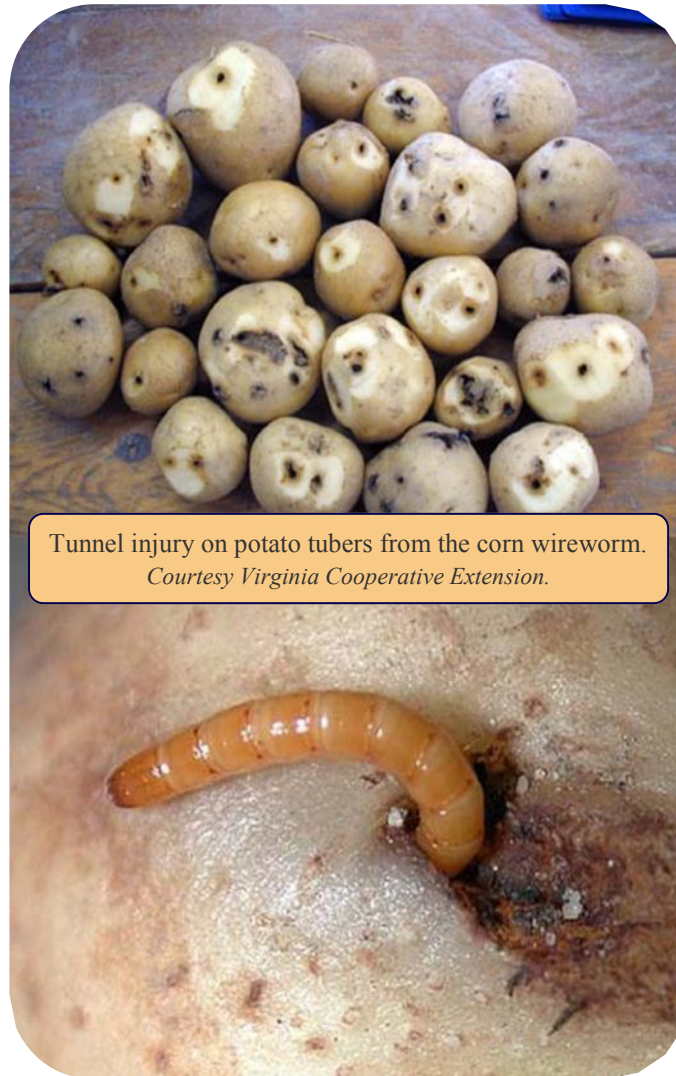 Tunnel injury on potato tubers from the corn wireworm.
Courtesy Virginia Cooperative Extension.